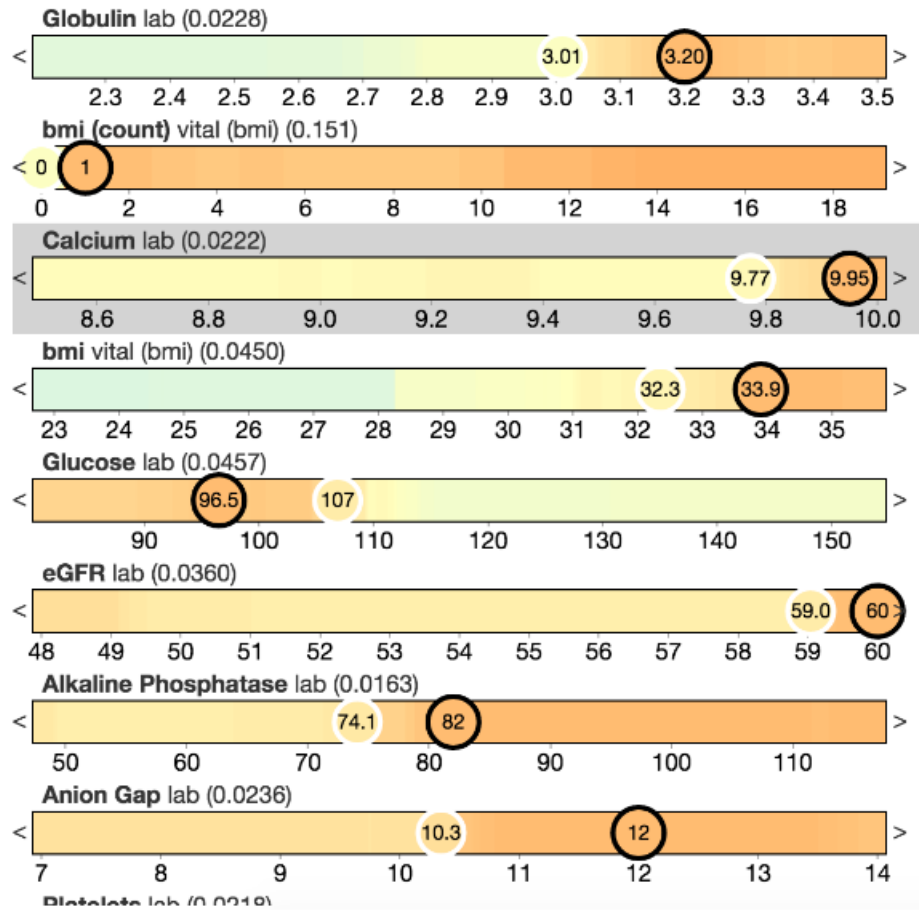 Globulin lab (0.0228)
< 3.01 3.20 >
2.3 2.4 2.5 2.6 2.7 2.8 2.9 3.0 3.1 3.2 3.3 3.4 3.5
bmi (count) vital (bmi) (0.151)
< 0 1 >
0 2 4 6 8 10 12 14 16 18
Calcium lab (0.0222)
< 9.77 9.95 >
8.6 8.8 9.0 9.2 9.4 9.6 9.8 10.0
bmi vital (bmi) (0.0450)
< 32.3 33.9 >
23 24 25 26 27 28 29 30 31 32 33 34 35
Glucose lab (0.0457)
< 96.5 107 >
90 100 110 120 130 140 150
eGFR lab (0.0360)
< 59.0 60 >
48 49 50 51 52 53 54 55 56 57 58 59 60
Alkaline Phosphatase lab (0.0163)
< 74.1 82 >
50 60 70 80 90 100 110
Anion Gap lab (0.0236)
< 10.3 12 >
7 8 9 10 11 12 13 14
Platelets lab (0.0218)